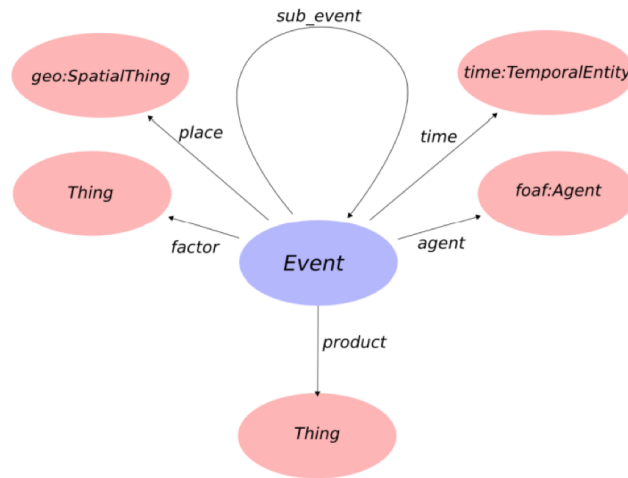 sub_event
geo:SpatialThing
time:TemporalEntity
place
time
Thing
foaf:Agent
factor
agent
Event
product
Thing